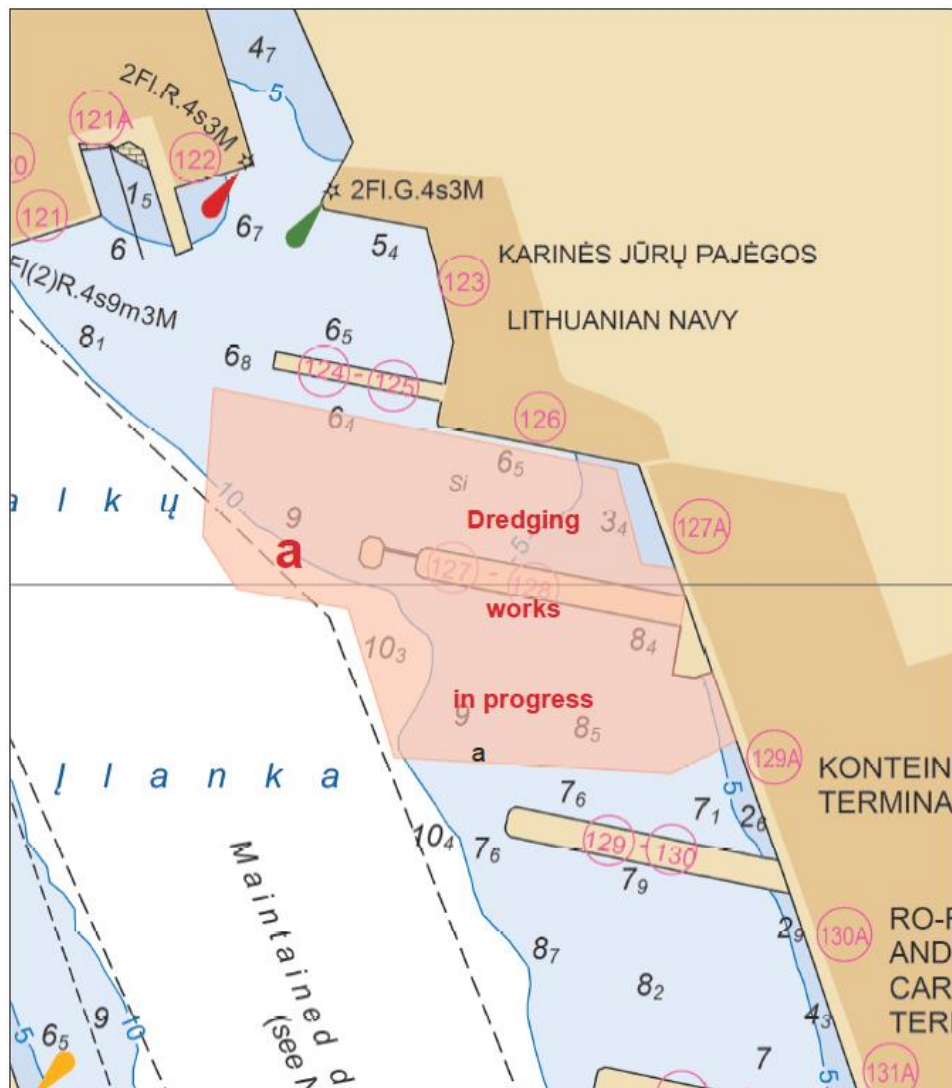 4₇
5
2Fl.R.4s3M
121A
122
20
121
1₅
6
6₇
2Fl.G.4s3M
5₄
Fl(2)R.4s9m3M
8₁
123
KARINĖS JŪRŲ PAJĖGOS
LITHUANIAN NAVY
6₅
6₈
124 - 125
6₄
126
6₅
Si
10
a l k ų
9
a
Dredging
3₄
127A
5
127 - 128
works
8₄
10₃
in progress
9
8₅
a
Į l a n k a
129A
5
KONTEIN
TERMINA
7₆
7₁
2₆
10₄
7₆
129 - 130
7₉
Maintained d
(see N
2₉
130A
RO-R
AND
CAR
TERI
8₇
8₂
4₃
6₅
9
10
5
7
5
131A